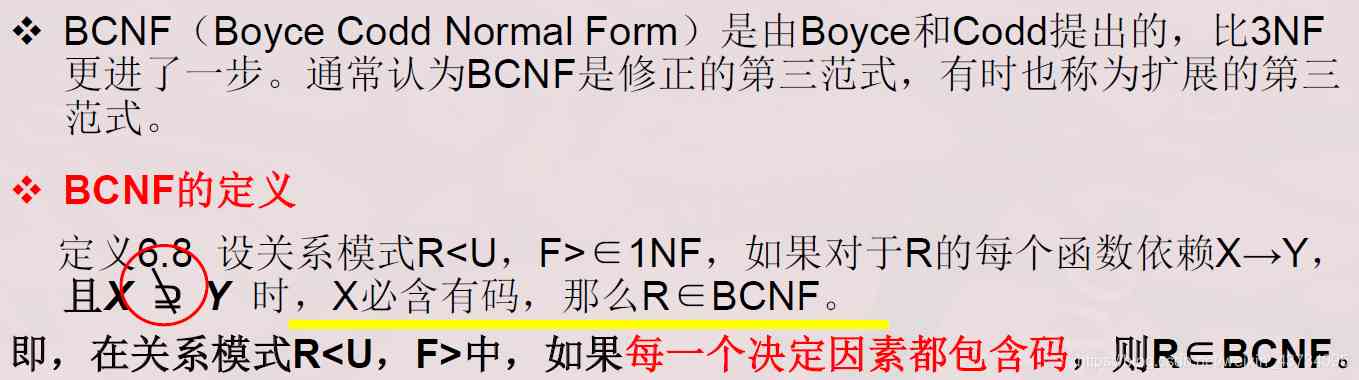 ❖ BCNF（Boyce Codd Normal Form）是由Boyce和Codd提出的，比3NF
更进了一步。通常认为BCNF是修正的第三范式，有时也称为扩展的第三
范式。
❖ BCNF的定义
定义6.8 设关系模式R<U，F>∈1NF，如果对于R的每个函数依赖X→Y，
且X ⊉ Y 时，X必含有码，那么R∈BCNF。
即，在关系模式R<U，F>中，如果每一个决定因素都包含码，则R∈BCNF。